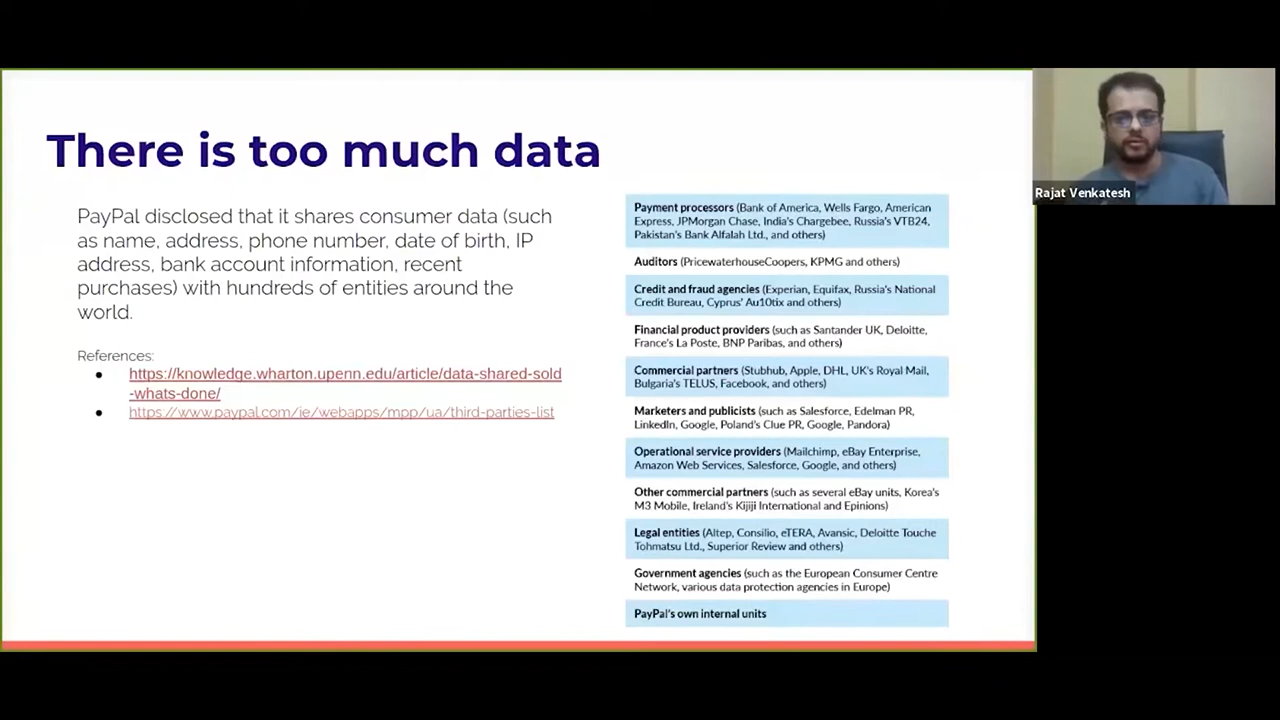 There is too much data
PayPal disclosed that it shares consumer data (such
as name, address, phone number, date of birth, IP
address, bank account information, recent
purchases) with hundreds of entities around the
world.
References:
● https://knowledge.wharton.upenn.edu/article/data-shared-sold
-whats-done/
● https://www.paypal.com/ie/webapps/mpp/ua/third-parties-list
Payment processors (Bank of America, Wells Fargo, American
Express, JPMorgan Chase, India's Chargebee, Russia's VTB24,
Pakistan's Bank Alfalah Ltd., and others)
Auditors (PricewaterhouseCoopers, KPMG and others)
Credit and fraud agencies (Experian, Equifax, Russia's National
Credit Bureau, Cyprus' Au10tix and others)
Financial product providers (such as Santander UK, Deloitte,
France's La Poste, BNP Paribas, and others)
Commercial partners (Stubhub, Apple, DHL, UK's Royal Mail,
Bulgaria's TELUS, Facebook, and others)
Marketers and publicists (such as Salesforce, Edelman PR,
LinkedIn, Google, Poland's Clue PR, Google, Pandora)
Operational service providers (Mailchimp, eBay Enterprise,
Amazon Web Services, Salesforce, Google, and others)
Other commercial partners (such as several eBay units, Korea's
M3 Mobile, Ireland's Kijiji International and Epinions)
Legal entities (Altep, Consilio, eTERA, Avansic, Deloitte Touche
Tohmatsu Ltd., Superior Review and others)
Government agencies (such as the European Consumer Centre
Network, various data protection agencies in Europe)
PayPal's own internal units
Rajat Venkatesh